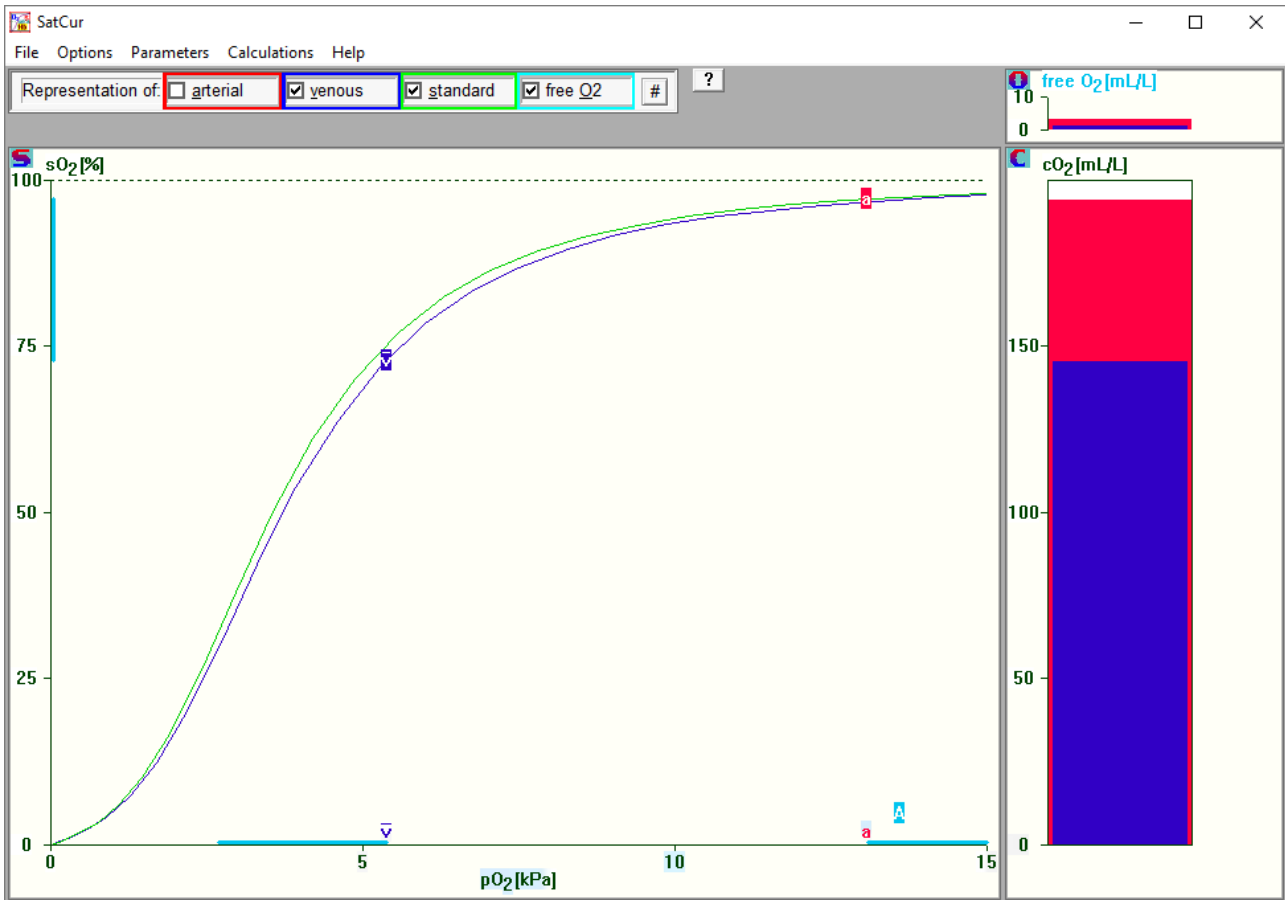 SatCur
File Options Parameters Calculations Help
Representation of: arterial venous standard free O2 # ?
free O2[mL/L]
10
0
S sO2[%]
C cO2[mL/L]
100
a
75
v̅
150
50
100
25
50
A
0
v̅
a
0
0 5 10 15
pO2[kPa]